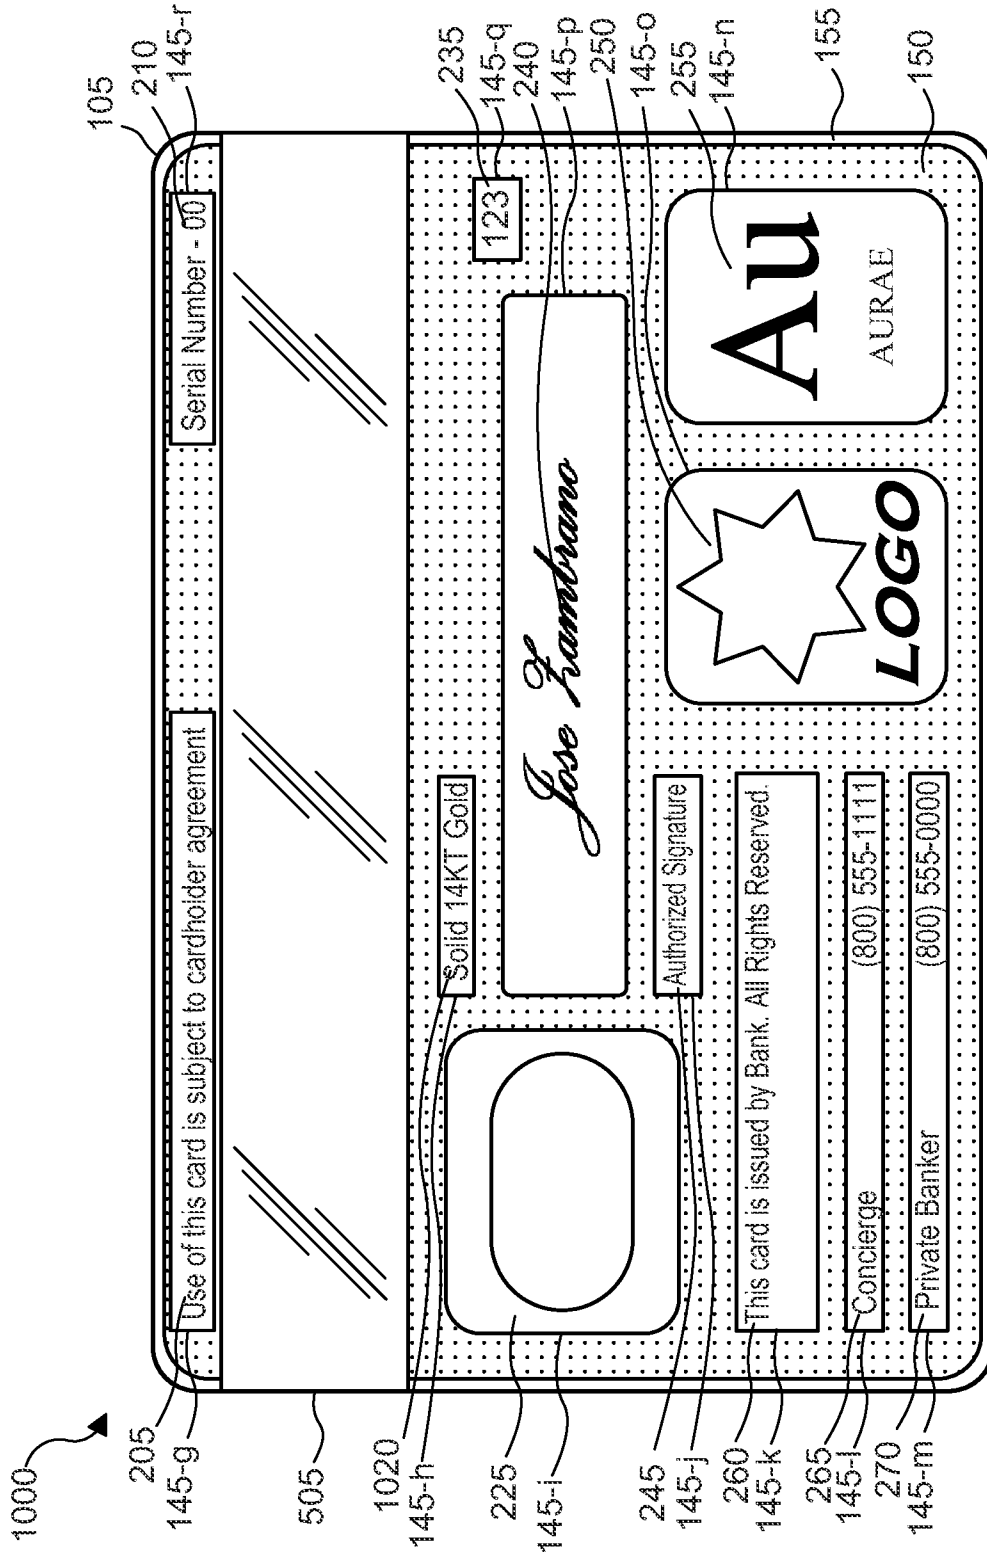 1000
205
145-g
Use of this card is subject to cardholder agreement
Serial Number - 00
105
210
145-r
505
1020
145-h
Solid 14KT Gold
123
235
145-q
225
145-i
Jose Zambrano
240
145-p
245
145-j
Authorized Signature
260
145-k
This card is issued by Bank. All Rights Reserved.
265
145-l
Concierge (800) 555-1111
270
145-m
Private Banker (800) 555-0000
LOGO
250
145-o
Au
AURAE
255
145-n
155
150